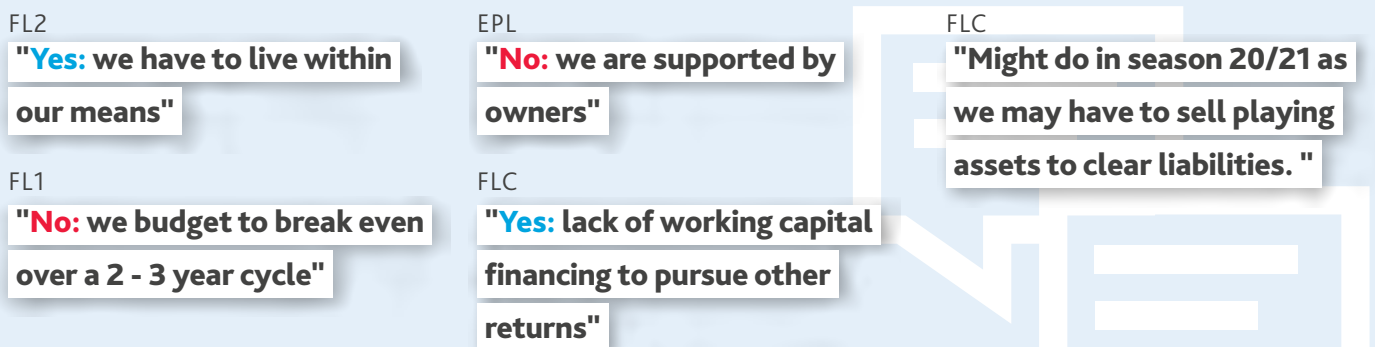 FL2
"Yes: we have to live within
our means"
FL1
"No: we budget to break even
over a 2 - 3 year cycle"
EPL
"No: we are supported by
owners"
FLC
"Yes: lack of working capital
financing to pursue other
returns"
FLC
"Might do in season 20/21 as
we may have to sell playing
assets to clear liabilities. "